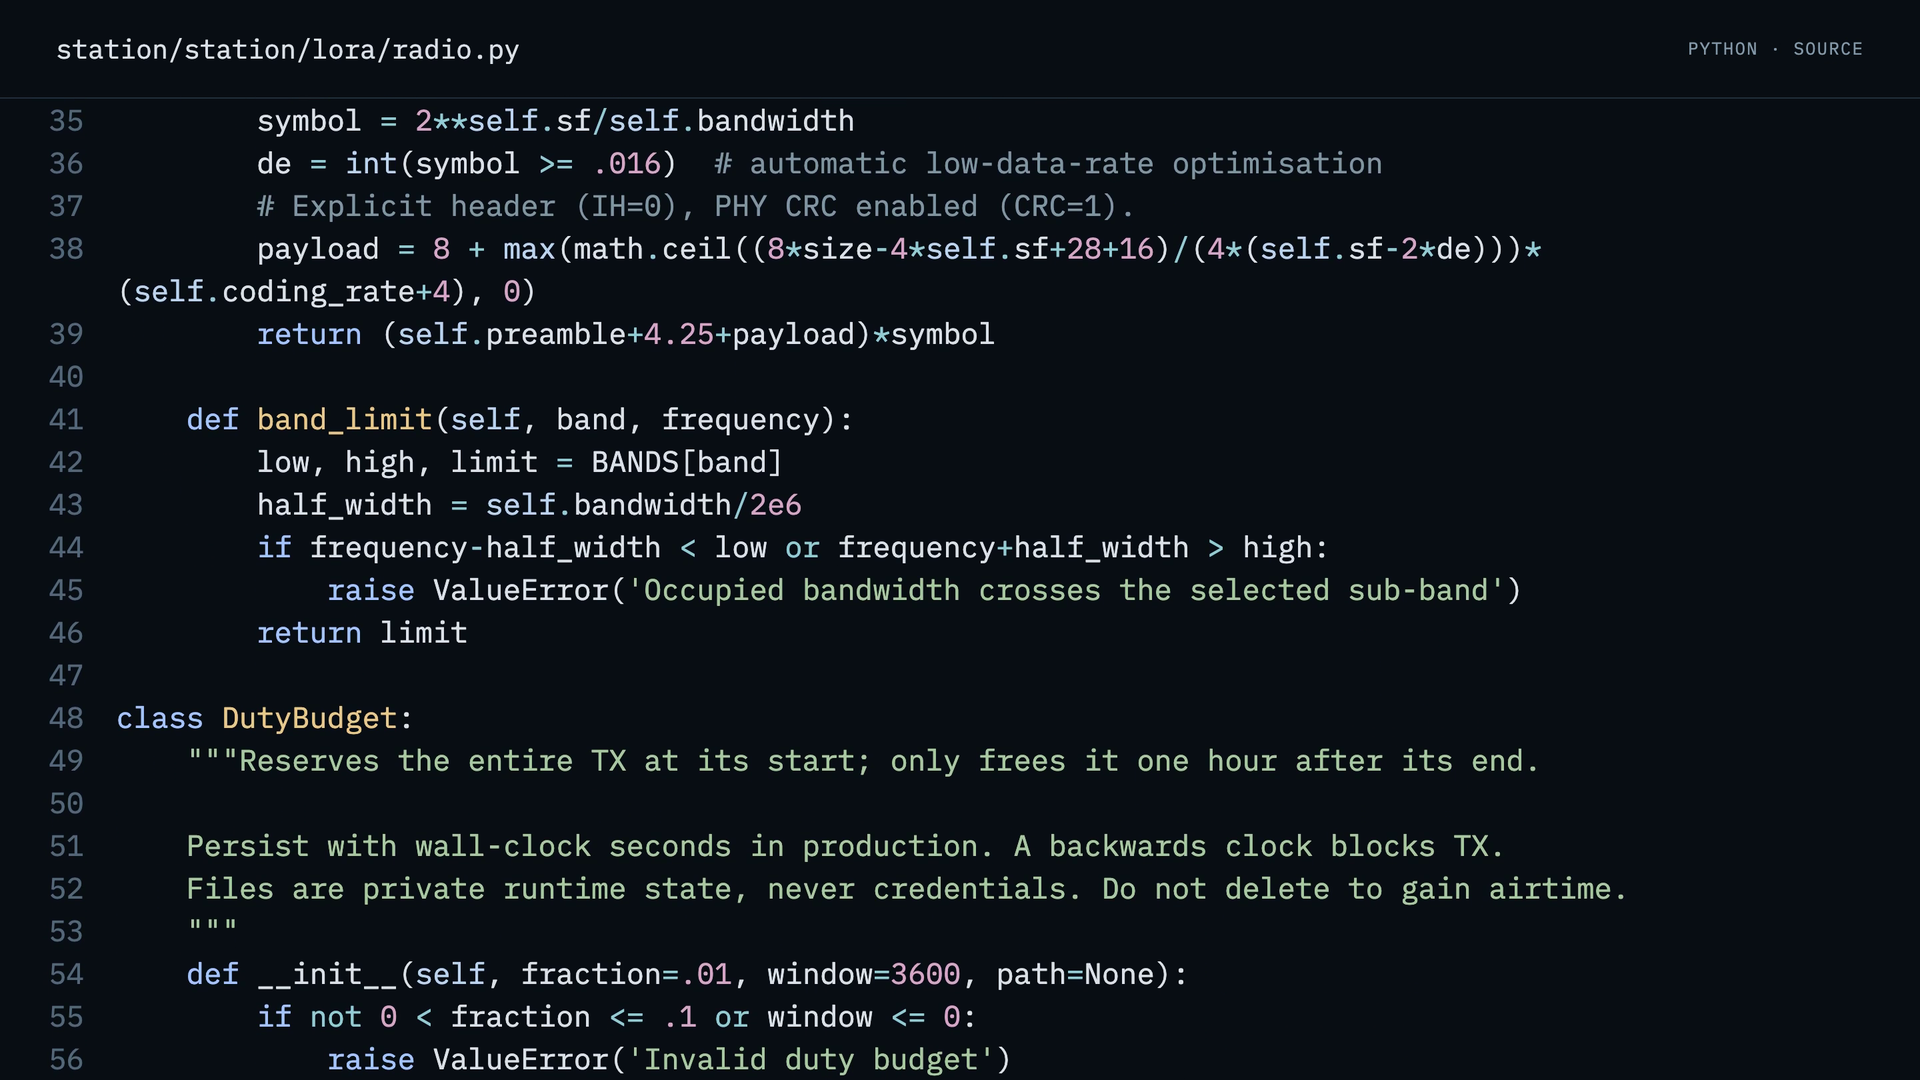 station/station/lora/radio.py
PYTHON · SOURCE
35         symbol = 2**self.sf/self.bandwidth
36         de = int(symbol >= .016)  # automatic low-data-rate optimisation
37         # Explicit header (IH=0), PHY CRC enabled (CRC=1).
38         payload = 8 + max(math.ceil((8*size-4*self.sf+28+16)/(4*(self.sf-2*de)))*
(self.coding_rate+4), 0)
39         return (self.preamble+4.25+payload)*symbol
40
41     def band_limit(self, band, frequency):
42         low, high, limit = BANDS[band]
43         half_width = self.bandwidth/2e6
44         if frequency-half_width < low or frequency+half_width > high:
45             raise ValueError('Occupied bandwidth crosses the selected sub-band')
46         return limit
47
48 class DutyBudget:
49     """Reserves the entire TX at its start; only frees it one hour after its end.
50
51     Persist with wall-clock seconds in production. A backwards clock blocks TX.
52     Files are private runtime state, never credentials. Do not delete to gain airtime.
53     """
54     def __init__(self, fraction=.01, window=3600, path=None):
55         if not 0 < fraction <= .1 or window <= 0:
56             raise ValueError('Invalid duty budget')